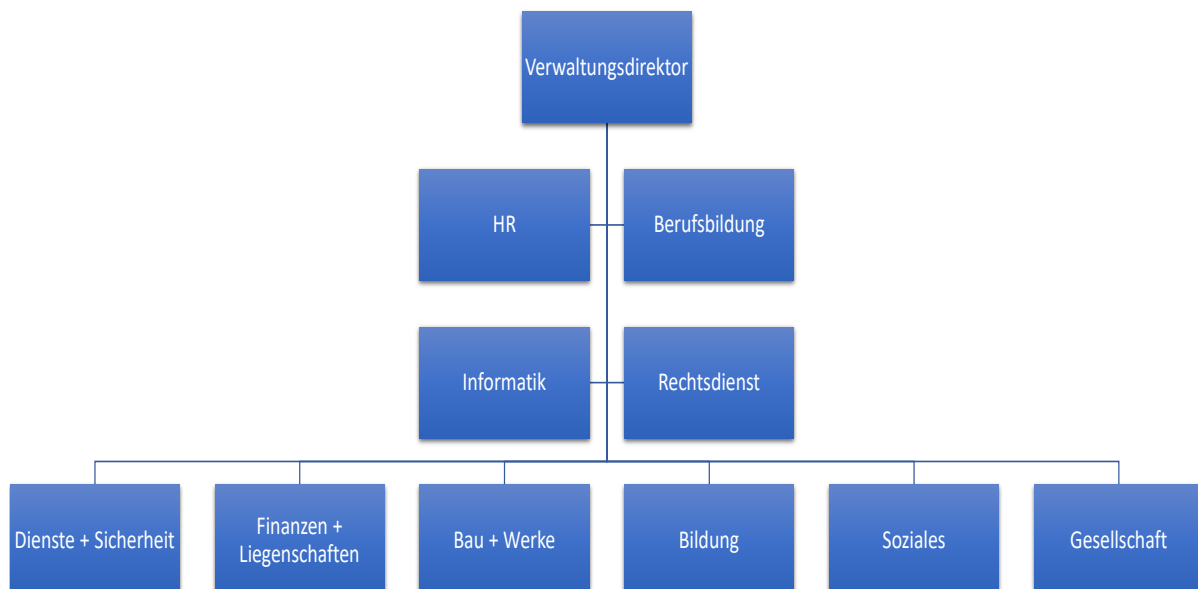 Verwaltungsdirektor
HR
Berufsbildung
Informatik
Rechtsdienst
Dienste + Sicherheit
Finanzen +
Liegenschaften
Bau + Werke
Bildung
Soziales
Gesellschaft